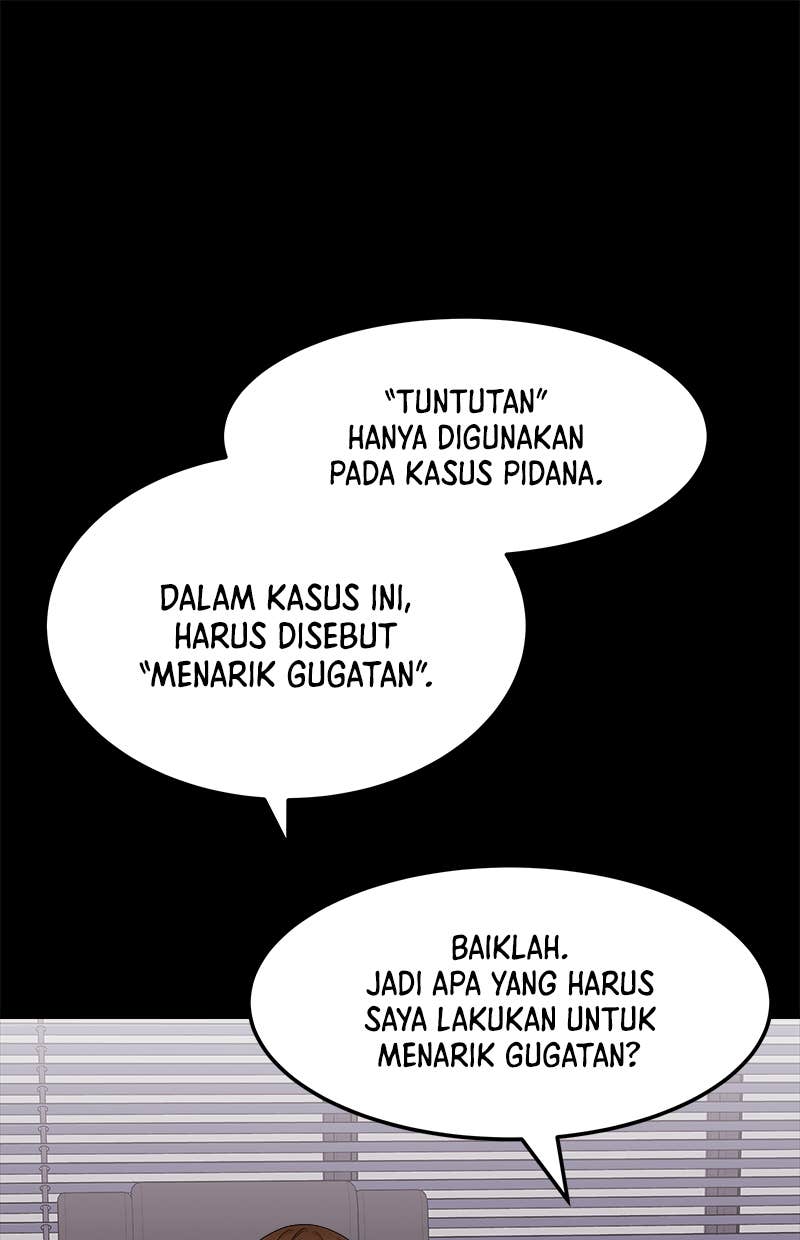 “TUNTUTAN”
HANYA DIGUNAKAN
PADA KASUS PIDANA.
DALAM KASUS INI,
HARUS DISEBUT
“MENARIK GUGATAN”.
BAIKLAH.
JADI APA YANG HARUS
SAYA LAKUKAN UNTUK
MENARIK GUGATAN?